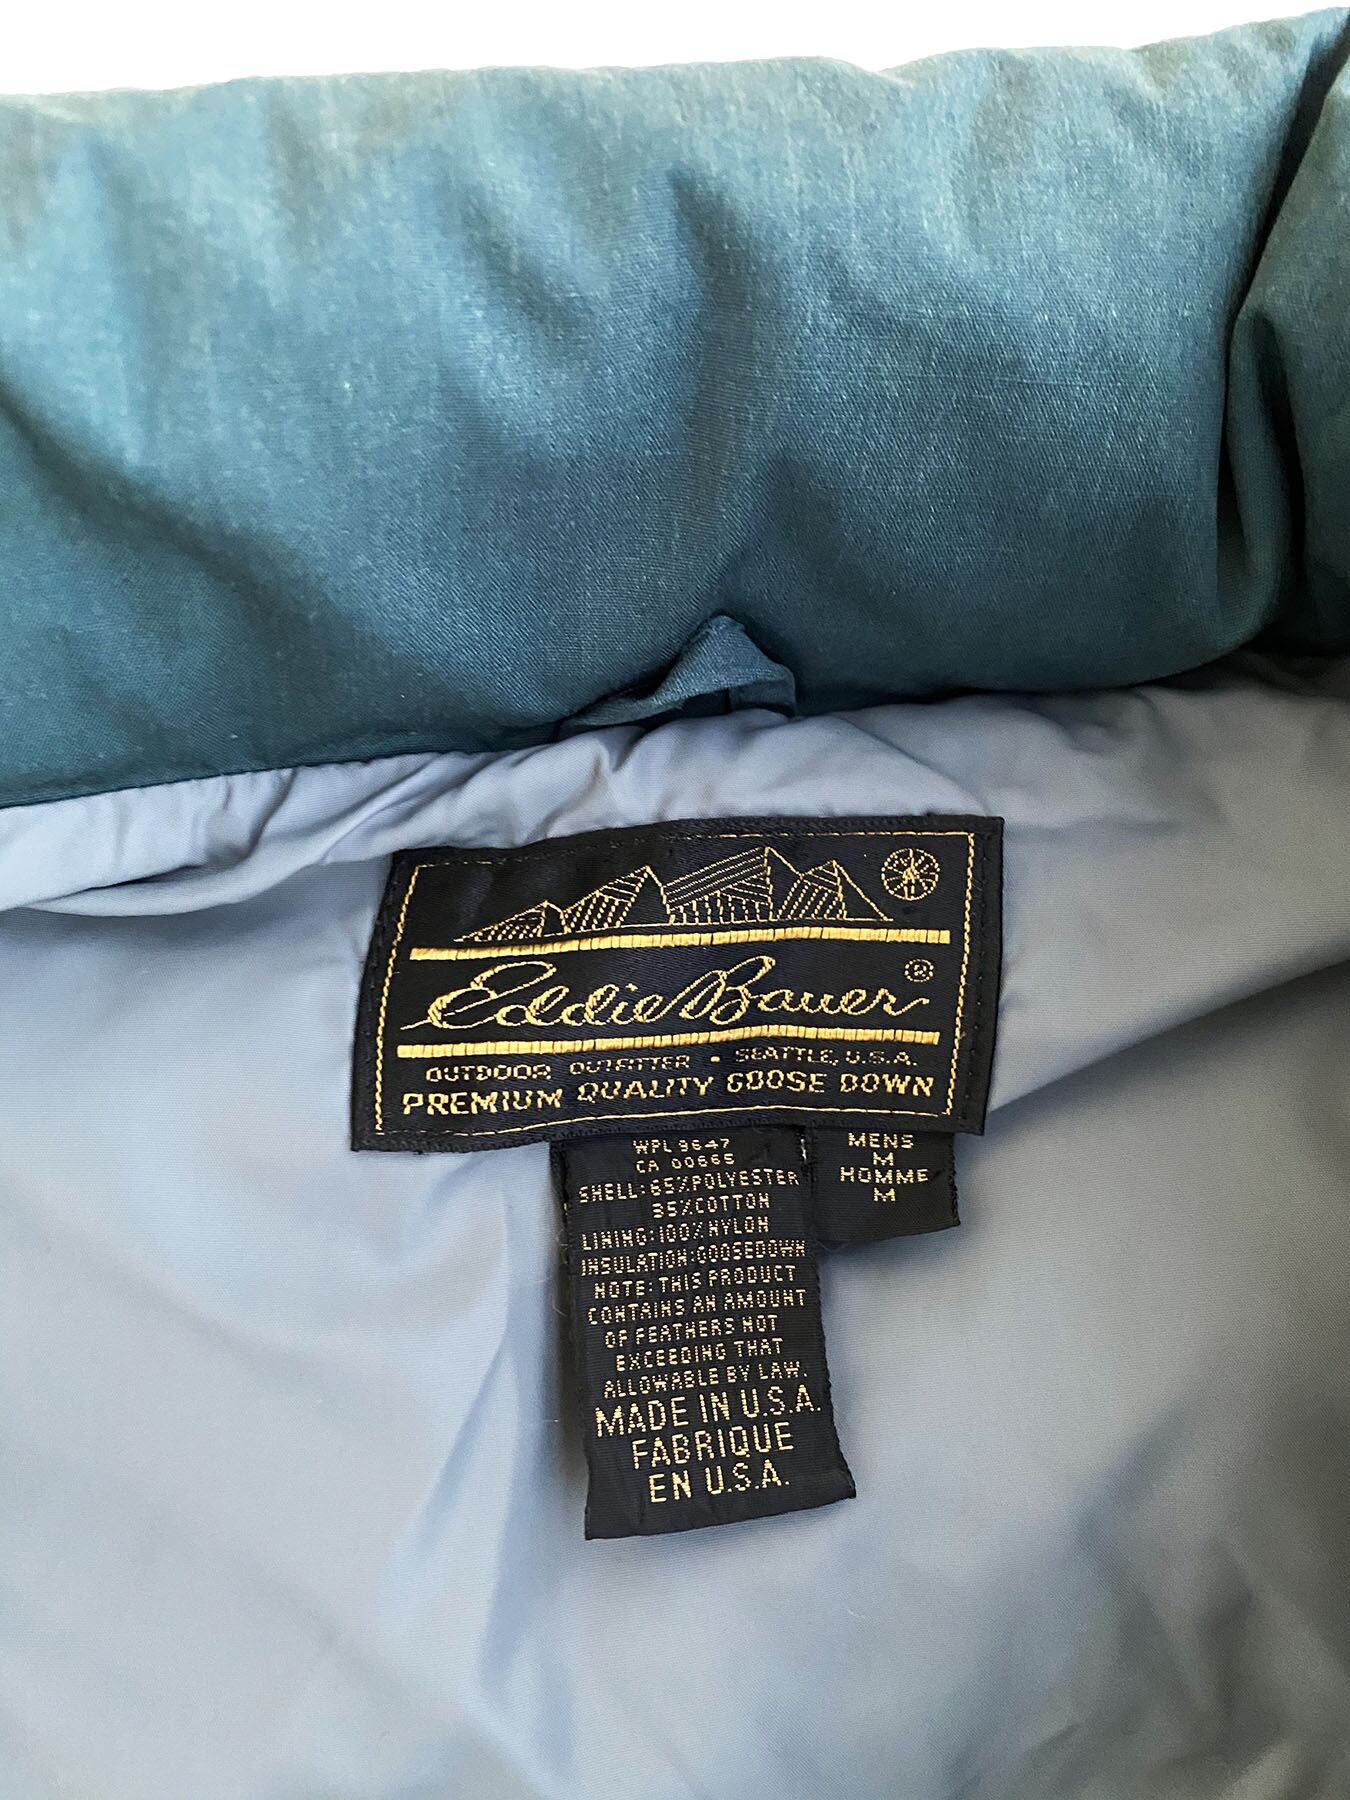 Eddie Bauer®
OUTDOOR OUTFITTER • SEATTLE, U.S.A.
PREMIUM QUALITY GOOSE DOWN
WPL 9647
CA 00665
SHELL: 65% POLYESTER
35% COTTON
LINING: 100% NYLON
INSULATION: GOOSEDOWN
NOTE: THIS PRODUCT
CONTAINS AN AMOUNT
OF FEATHERS NOT
EXCEEDING THAT
ALLOWABLE BY LAW.
MADE IN U.S.A.
FABRIQUE
EN U.S.A.
MENS
M
HOMME
M